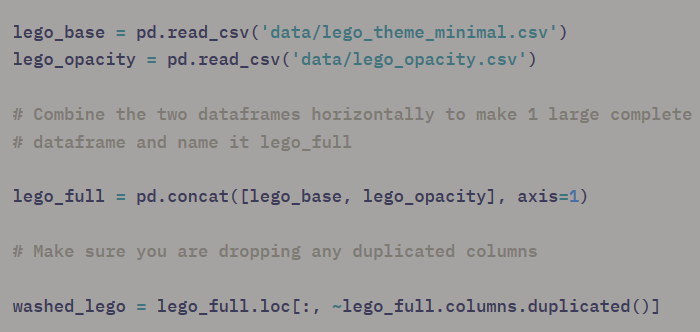 lego_base = pd.read_csv('data/lego_theme_minimal.csv')
lego_opacity = pd.read_csv('data/lego_opacity.csv')
# Combine the two dataframes horizontally to make 1 large complete
# dataframe and name it lego_full
lego_full = pd.concat([lego_base, lego_opacity], axis=1)
# Make sure you are dropping any duplicated columns
washed_lego = lego_full.loc[:, ~lego_full.columns.duplicated()]